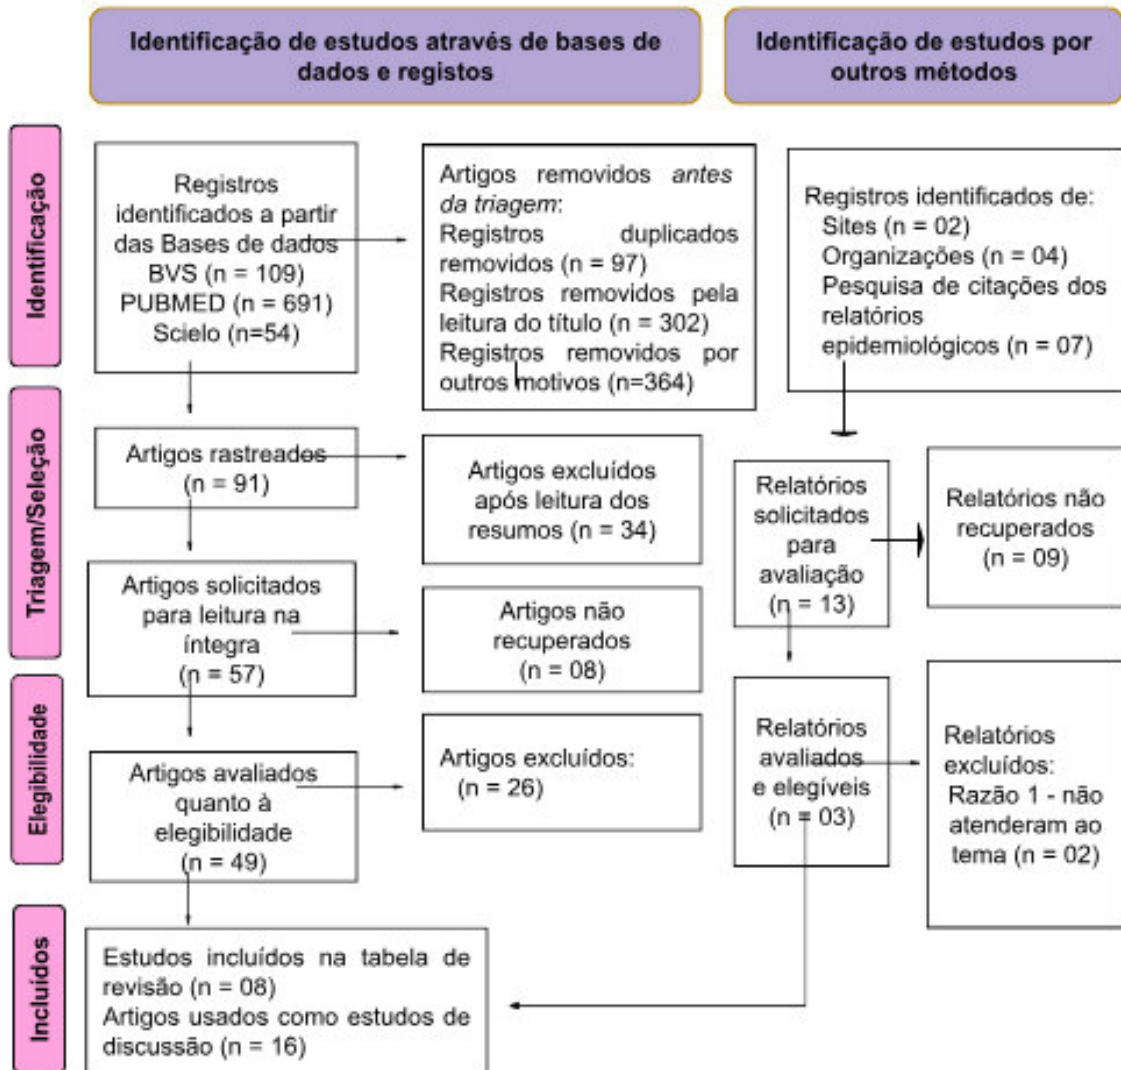 Identificação de estudos através de bases de
dados e registos
Identificação de estudos por
outros métodos
Identificação
Registros
identificados a partir
das Bases de dados
BVS (n = 109)
PUBMED (n = 691)
Scielo (n=54)
Artigos removidos antes
da triagem:
Registros duplicados
removidos (n = 97)
Registros removidos pela
leitura do título (n = 302)
Registros removidos por
outros motivos (n=364)
Registros identificados de:
Sites (n = 02)
Organizações (n = 04)
Pesquisa de citações dos
relatórios
epidemiológicos (n = 07)
Triagem/Seleção
Artigos rastreados
(n = 91)
Artigos excluídos
após leitura dos
resumos (n = 34)
Relatórios
solicitados
para
avaliação
(n = 13)
Relatórios não
recuperados
(n = 09)
Artigos solicitados
para leitura na
íntegra
(n = 57)
Artigos não
recuperados
(n = 08)
Elegibilidade
Artigos avaliados
quanto à
elegibilidade
(n = 49)
Artigos excluídos:
(n = 26)
Relatórios
avaliados
e elegíveis
(n = 03)
Relatórios
excluídos:
Razão 1 - não
atenderam ao
tema (n = 02)
Incluídos
Estudos incluídos na tabela de
revisão (n = 08)
Artigos usados como estudos de
discussão (n = 16)